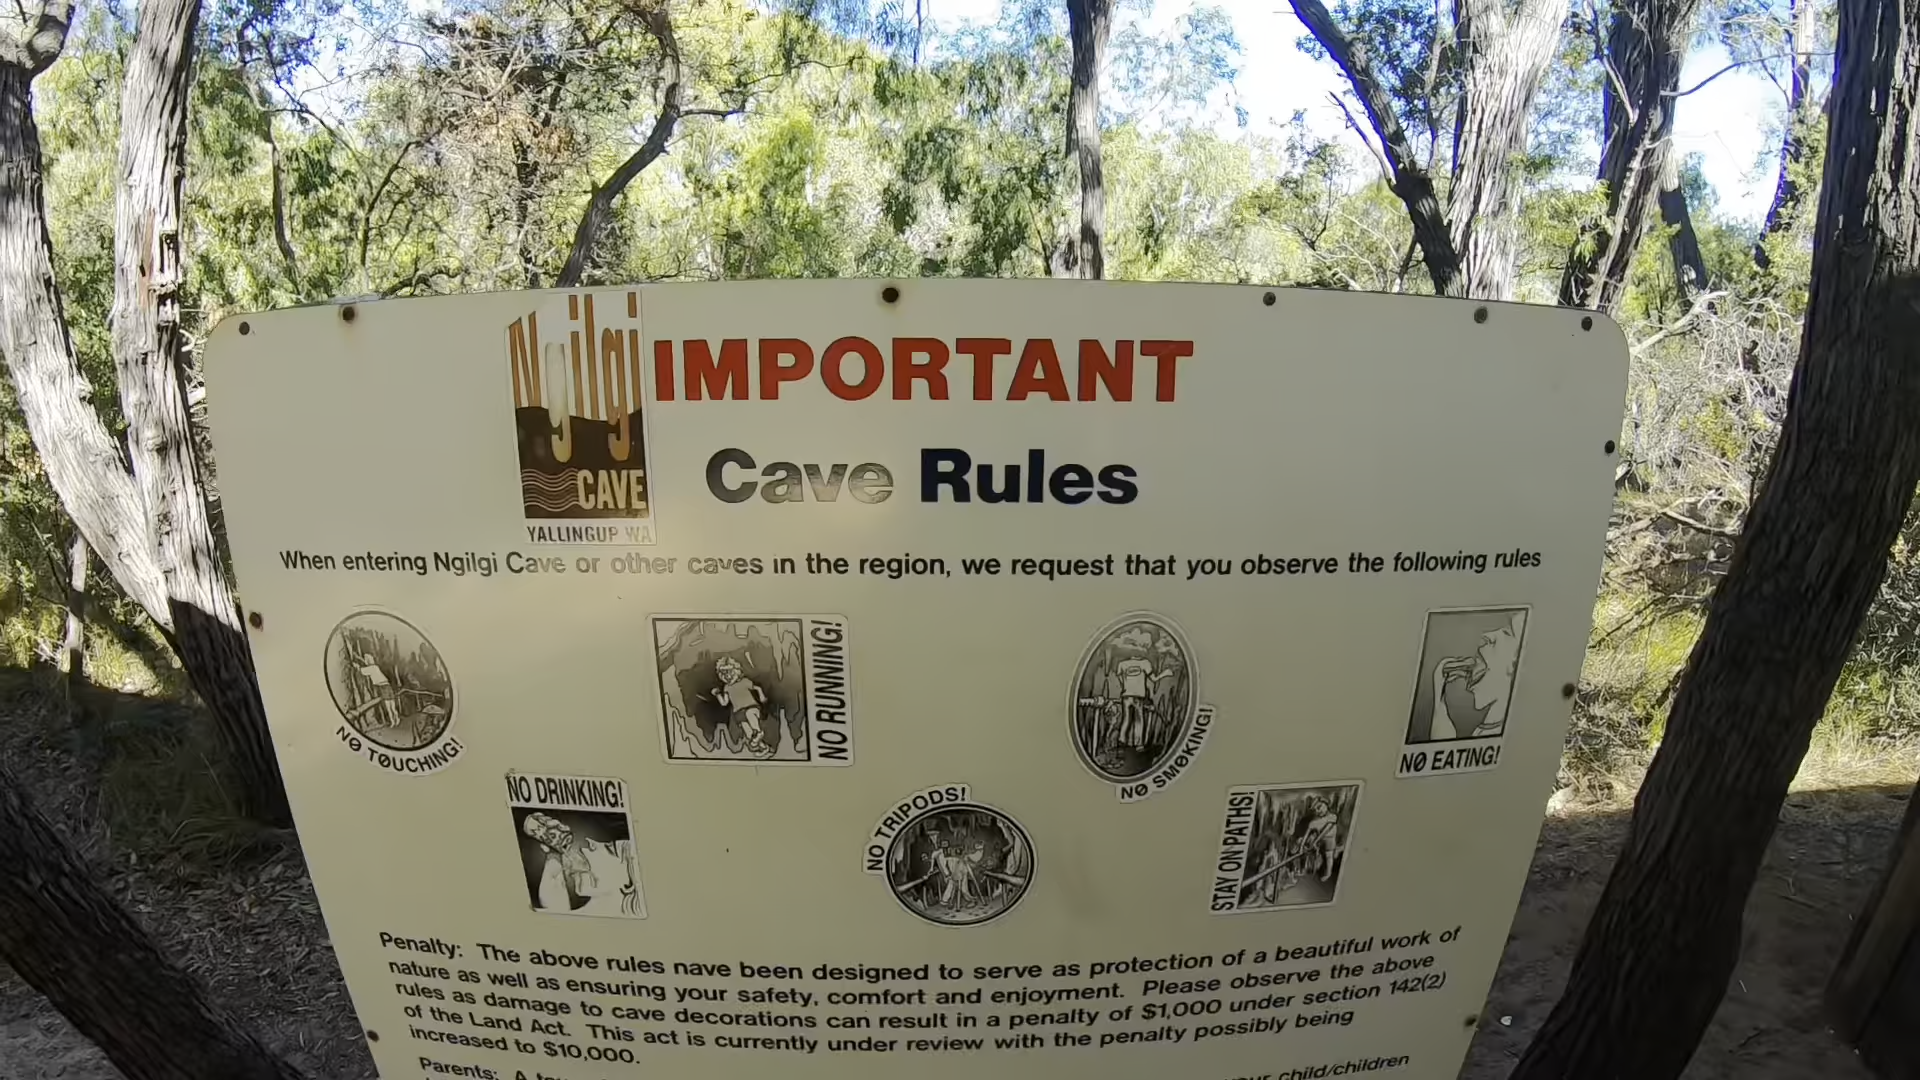 Ngilgi
CAVE
YALLINGUP WA
IMPORTANT
Cave Rules
When entering Ngilgi Cave or other caves in the region, we request that you observe the following rules
NO TOUCHING!
NO RUNNING!
NO SMOKING!
NO EATING!
NO DRINKING!
NO TRIPODS!
STAY ON PATHS!
Penalty: The above rules have been designed to serve as protection of a beautiful work of
nature as well as ensuring your safety, comfort and enjoyment. Please observe the above
rules as damage to cave decorations can result in a penalty of $1,000 under section 142(2)
of the Land Act. This act is currently under review with the penalty possibly being
increased to $10,000.
Parents: A
child/children